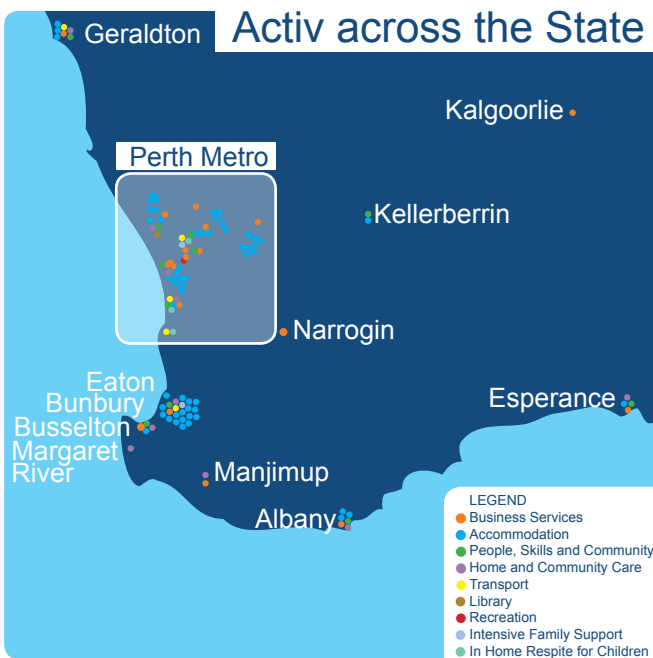 Activ across the State
Geraldton
Kalgoorlie
Perth Metro
Kellerberrin
Narrogin
Eaton
Bunbury
Busselton
Margaret
River
Esperance
Manjimup
Albany
LEGEND
Business Services
Accommodation
People, Skills and Community
Home and Community Care
Transport
Library
Recreation
Intensive Family Support
In Home Respite for Children